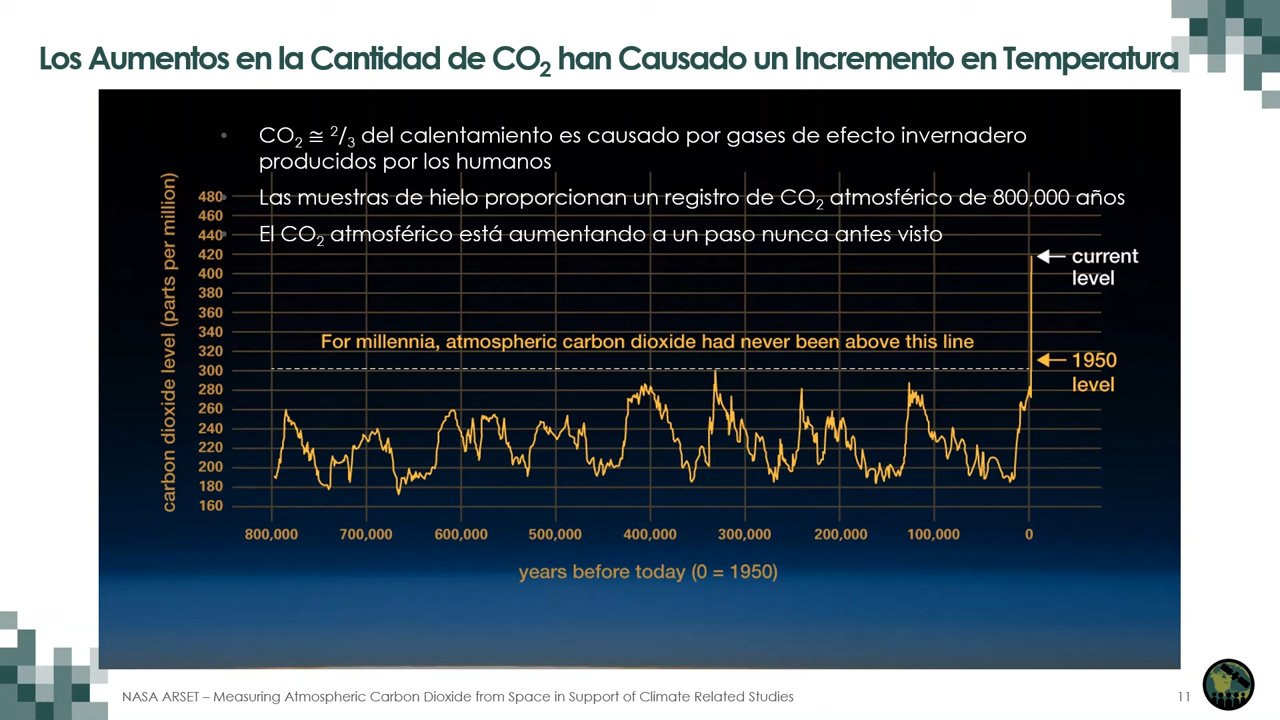 Los Aumentos en la Cantidad de CO₂ han Causado un Incremento en Temperatura
• CO₂ ≅ ²/₃ del calentamiento es causado por gases de efecto invernadero
producidos por los humanos
• Las muestras de hielo proporcionan un registro de CO₂ atmosférico de 800,000 años
• El CO₂ atmosférico está aumentando a un paso nunca antes visto
carbon dioxide level (parts per million)
480
460
440
420
400
380
360
340
320
300
280
260
240
220
200
180
160
current
level
For millennia, atmospheric carbon dioxide had never been above this line
1950
level
800,000 700,000 600,000 500,000 400,000 300,000 200,000 100,000 0
years before today (0 = 1950)
NASA ARSET – Measuring Atmospheric Carbon Dioxide from Space in Support of Climate Related Studies
11